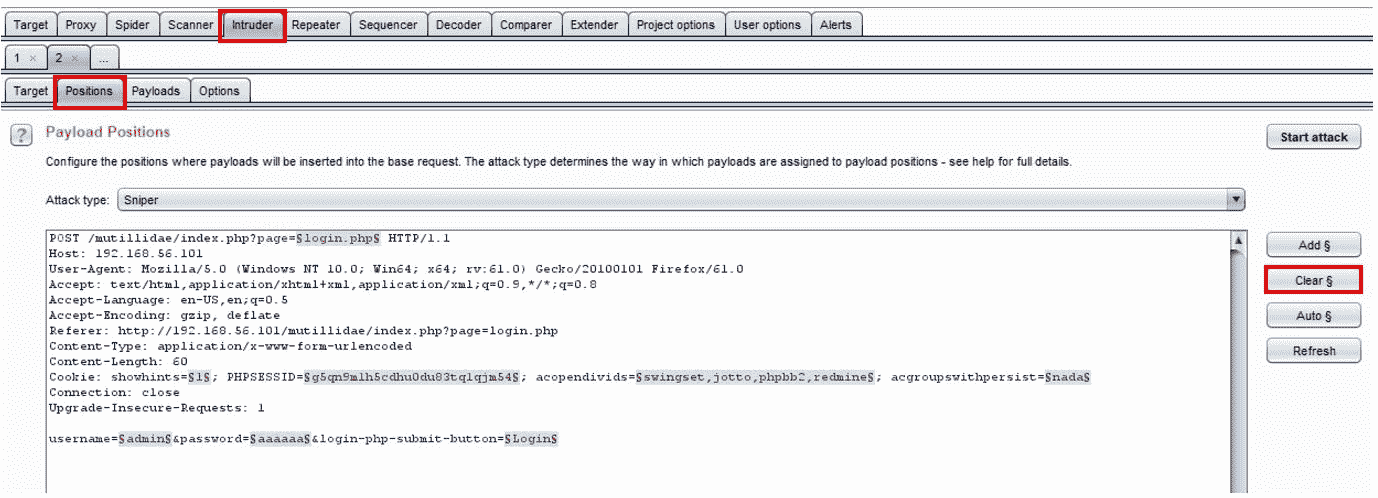 Target Proxy Spider Scanner Intruder Repeater Sequencer Decoder Comparer Extender Project options User options Alerts
1 × 2 × ...
Target Positions Payloads Options
? Payload Positions
Start attack
Configure the positions where payloads will be inserted into the base request. The attack type determines the way in which payloads are assigned to payload positions - see help for full details.
Attack type: Sniper
POST /mutillidae/index.php?page=§login.php§ HTTP/1.1
Host: 192.168.56.101
User-Agent: Mozilla/5.0 (Windows NT 10.0; Win64; x64; rv:61.0) Gecko/20100101 Firefox/61.0
Accept: text/html,application/xhtml+xml,application/xml;q=0.9,*/*;q=0.8
Accept-Language: en-US,en;q=0.5
Accept-Encoding: gzip, deflate
Referer: http://192.168.56.101/mutillidae/index.php?page=login.php
Content-Type: application/x-www-form-urlencoded
Content-Length: 60
Cookie: showhints=§1§; PHPSESSID=§g5qn9mlh5cdhu0du83tqlqjm54§; acopendivids=§swingset,jotto,phpbb2,redmine§; acgroupswithpersist=§nada§
Connection: close
Upgrade-Insecure-Requests: 1
username=§admin§&password=§aaaaaa§&login-php-submit-button=§Login§
Add §
Clear §
Auto §
Refresh